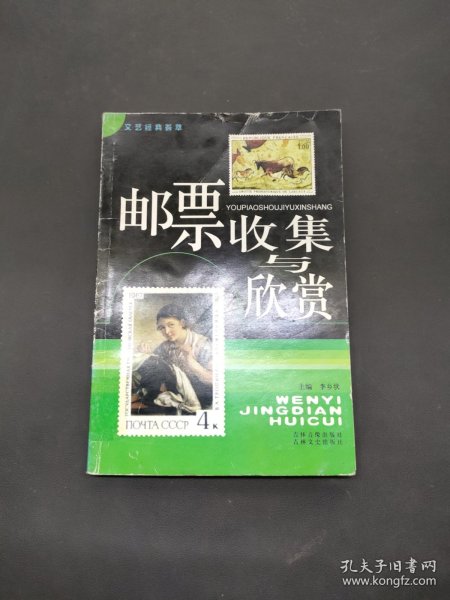 文艺经典荟萃
1.00
邮票
YOUPIAOSHOUJIYUXINSHANG
收集
与
欣赏
ПОЧТА СССР 4 к
WENYI
JINGDIAN
HUICUI
吉林音像出版社
吉林文史出版社
孔夫子旧书网
www.kongfz.com